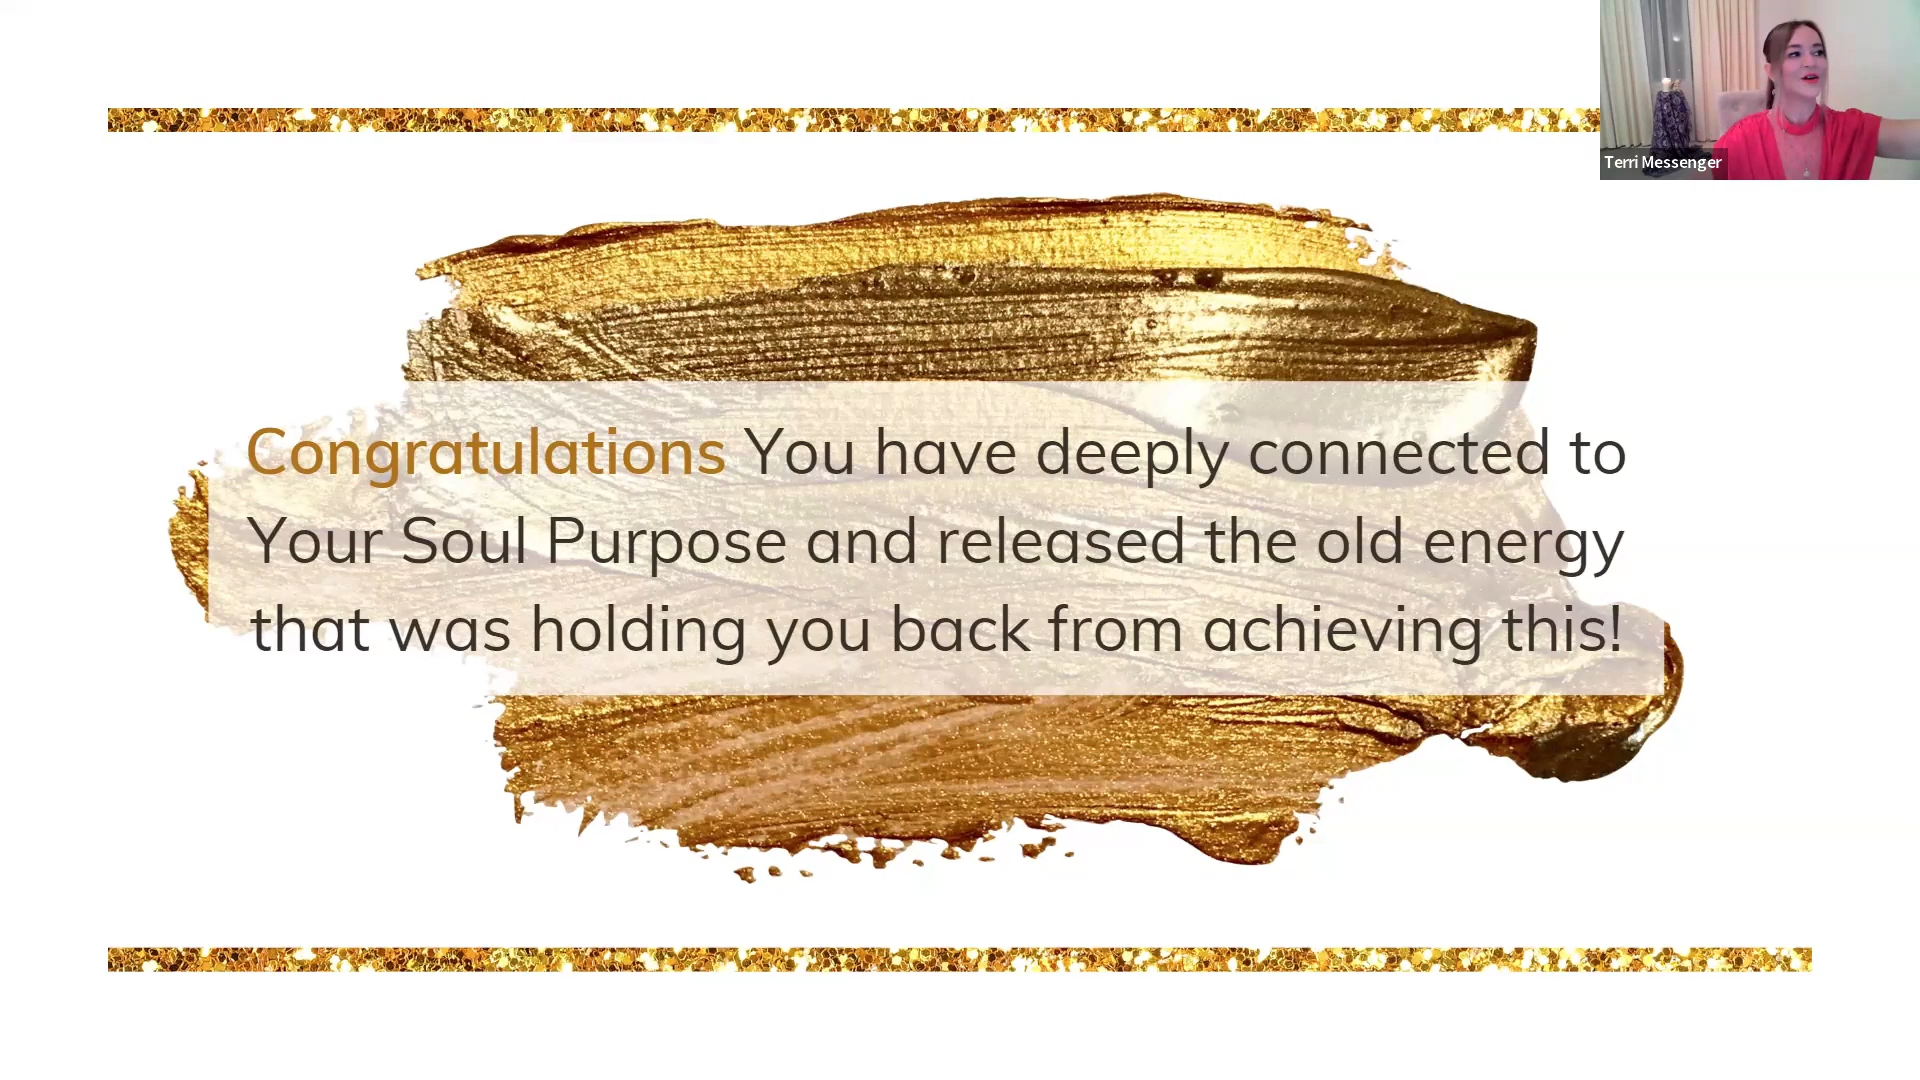 Terri Messenger
Congratulations You have deeply connected to
Your Soul Purpose and released the old energy
that was holding you back from achieving this!